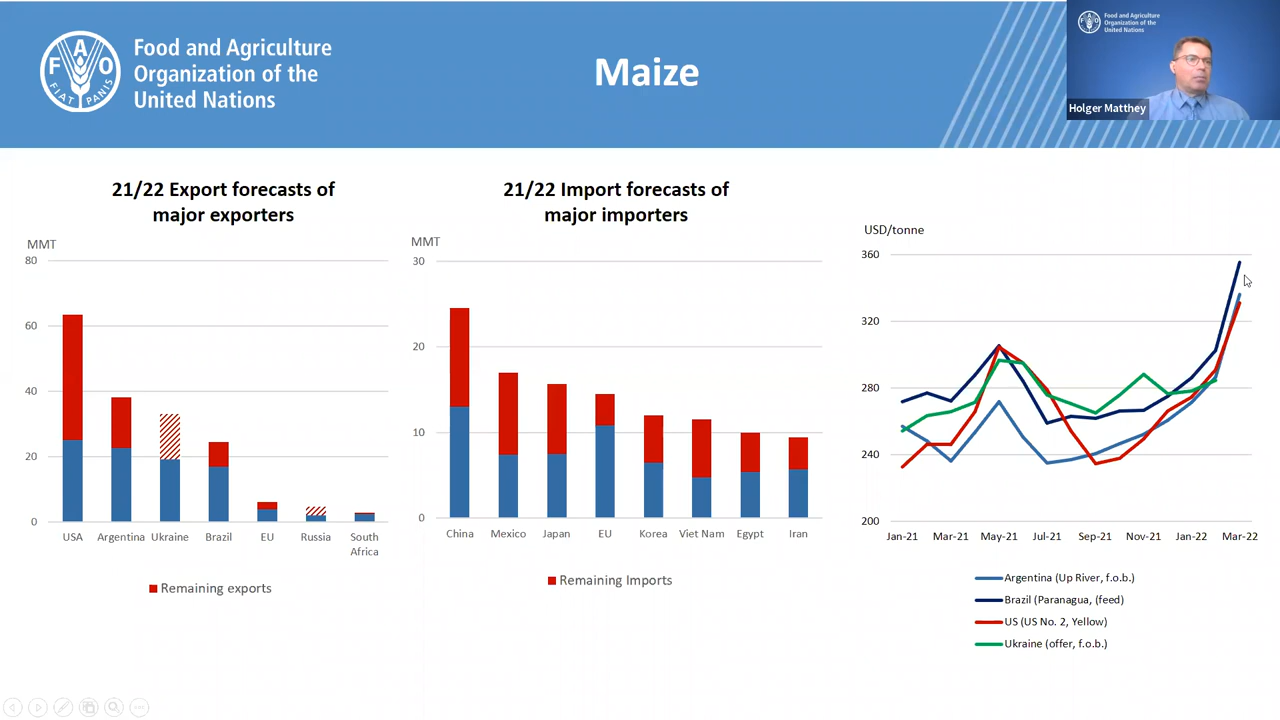 FAO
FIAT PANIS
Food and Agriculture
Organization of the
United Nations
Maize
Food and Agriculture
Organization of the
United Nations
Holger Matthey
21/22 Export forecasts of
major exporters
MMT
80
60
40
20
0
USA Argentina Ukraine Brazil EU Russia South
Africa
Remaining exports
21/22 Import forecasts of
major importers
MMT
30
20
10
0
China Mexico Japan EU Korea Viet Nam Egypt Iran
Remaining Imports
USD/tonne
360
320
280
240
200
Jan-21 Mar-21 May-21 Jul-21 Sep-21 Nov-21 Jan-22 Mar-22
Argentina (Up River, f.o.b.)
Brazil (Paranagua, (feed)
US (US No. 2, Yellow)
Ukraine (offer, f.o.b.)